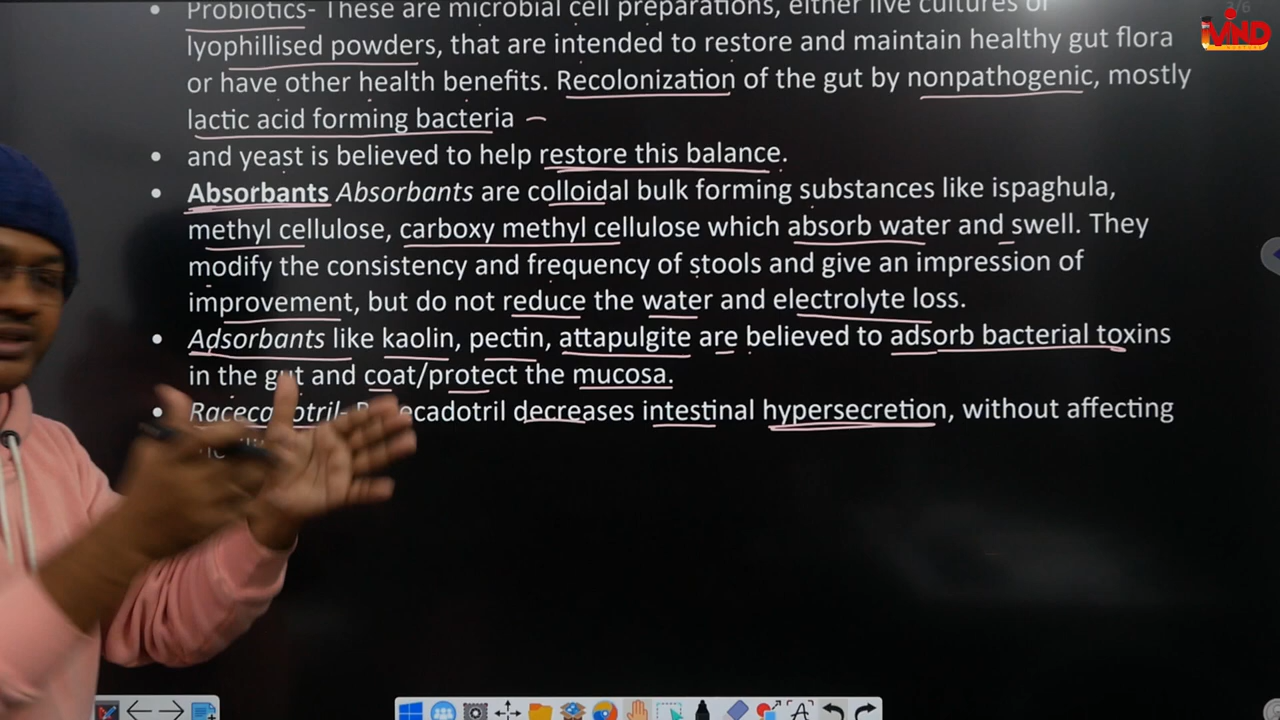 Probiotics- These are microbial cell preparations, either live cultures or
lyophillised powders, that are intended to restore and maintain healthy gut flora
or have other health benefits. Recolonization of the gut by nonpathogenic, mostly
lactic acid forming bacteria
• and yeast is believed to help restore this balance.
• Absorbants Absorbants are colloidal bulk forming substances like ispaghula,
methyl cellulose, carboxy methyl cellulose which absorb water and swell. They
modify the consistency and frequency of stools and give an impression of
improvement, but do not reduce the water and electrolyte loss.
• Adsorbants like kaolin, pectin, attapulgite are believed to adsorb bacterial toxins
in the gut and coat/protect the mucosa.
• Racecadotril- Racecadotril decreases intestinal hypersecretion, without affecting